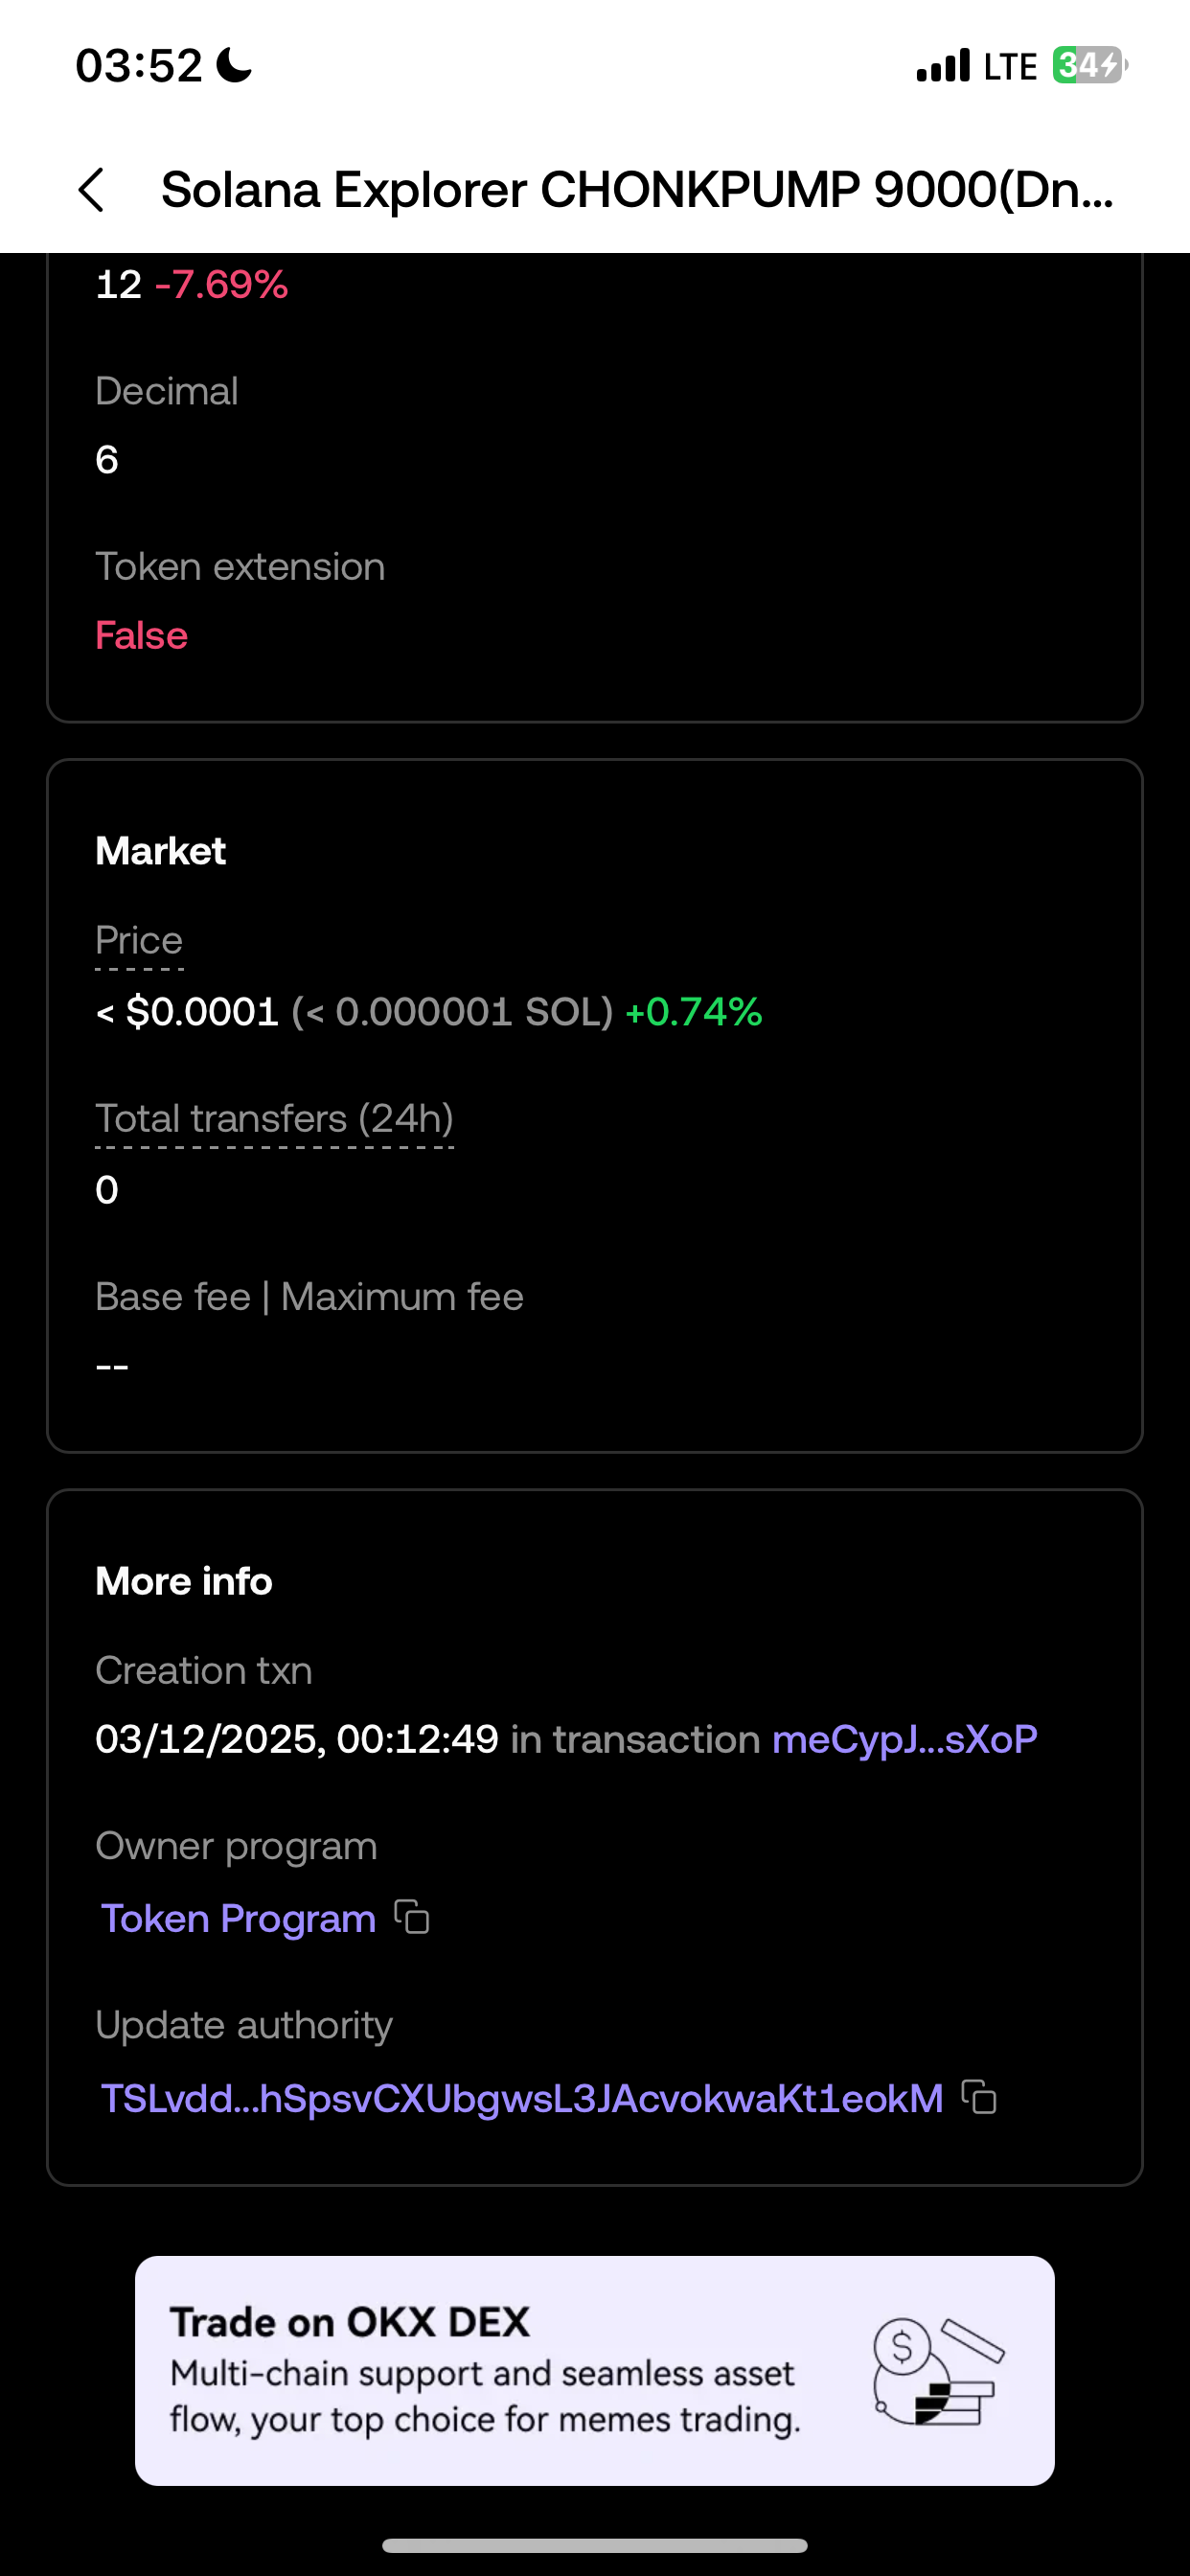 03:52
LTE
34
Solana Explorer CHONKPUMP 9000(Dn...
12 -7.69%
Decimal
6
Token extension
False
Market
Price
< $0.0001 (< 0.000001 SOL) +0.74%
Total transfers (24h)
0
Base fee | Maximum fee
--
More info
Creation txn
03/12/2025, 00:12:49 in transaction meCypJ...sXoP
Owner program
Token Program
Update authority
TSLvdd...hSpsvCXUbgwsL3JAcvokwaKt1eokM
Trade on OKX DEX
Multi-chain support and seamless asset
flow, your top choice for memes trading.